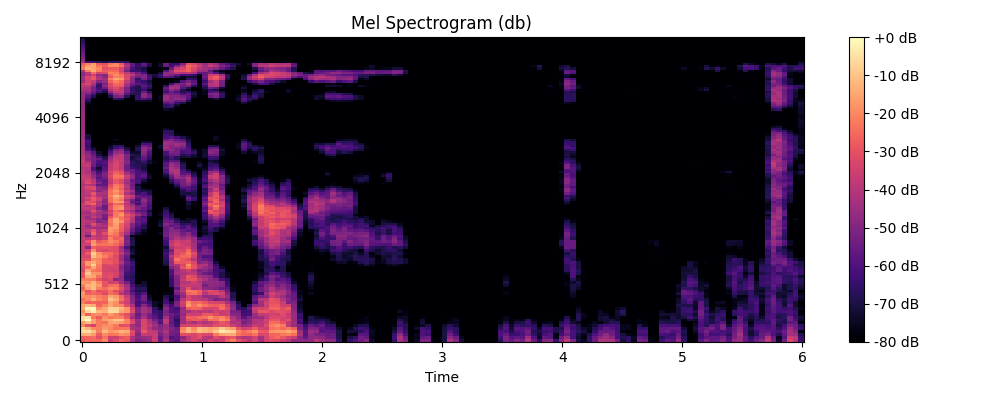 Mel Spectrogram (db)
8192
4096
2048
1024
512
0
Hz
0 1 2 3 4 5 6
Time
+0 dB
-10 dB
-20 dB
-30 dB
-40 dB
-50 dB
-60 dB
-70 dB
-80 dB